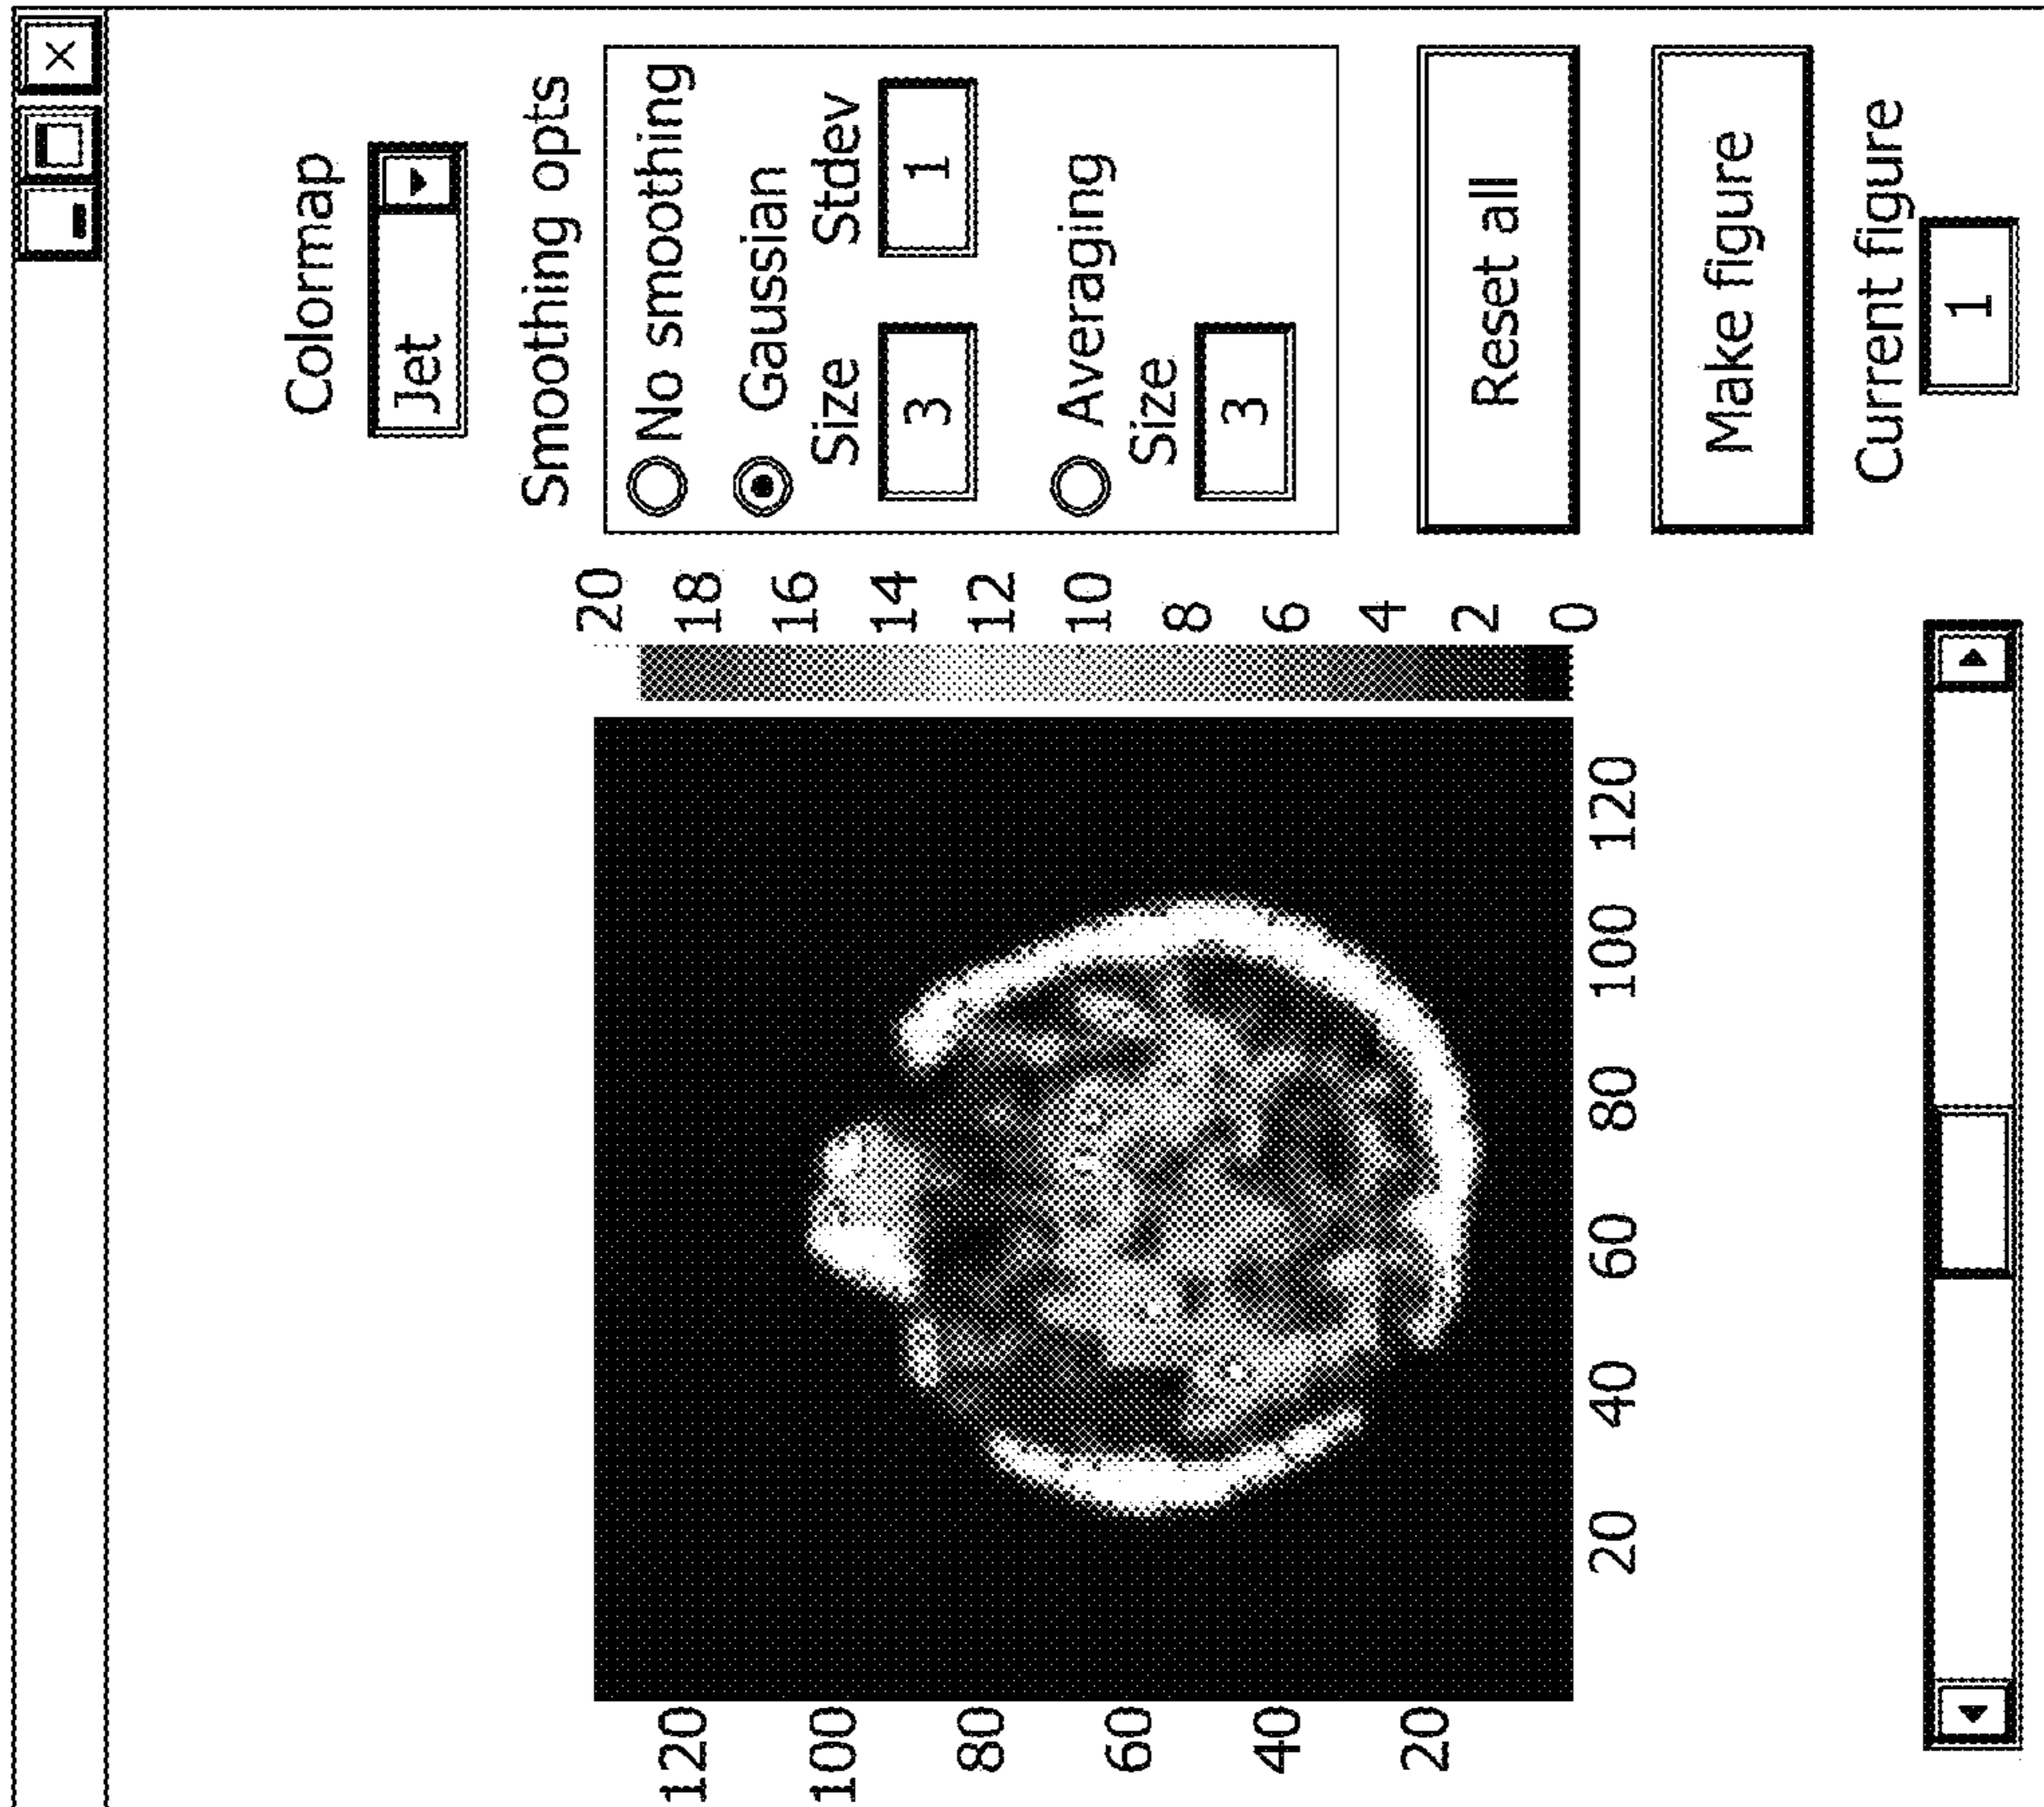 Colormap
Jet
Smoothing opts
No smoothing
Gaussian
Size Stdev
3 1
Averaging
Size
3
Reset all
Make figure
Current figure
1
20
18
16
14
12
10
8
6
4
2
0
120
100
80
60
40
20
20 40 60 80 100 120